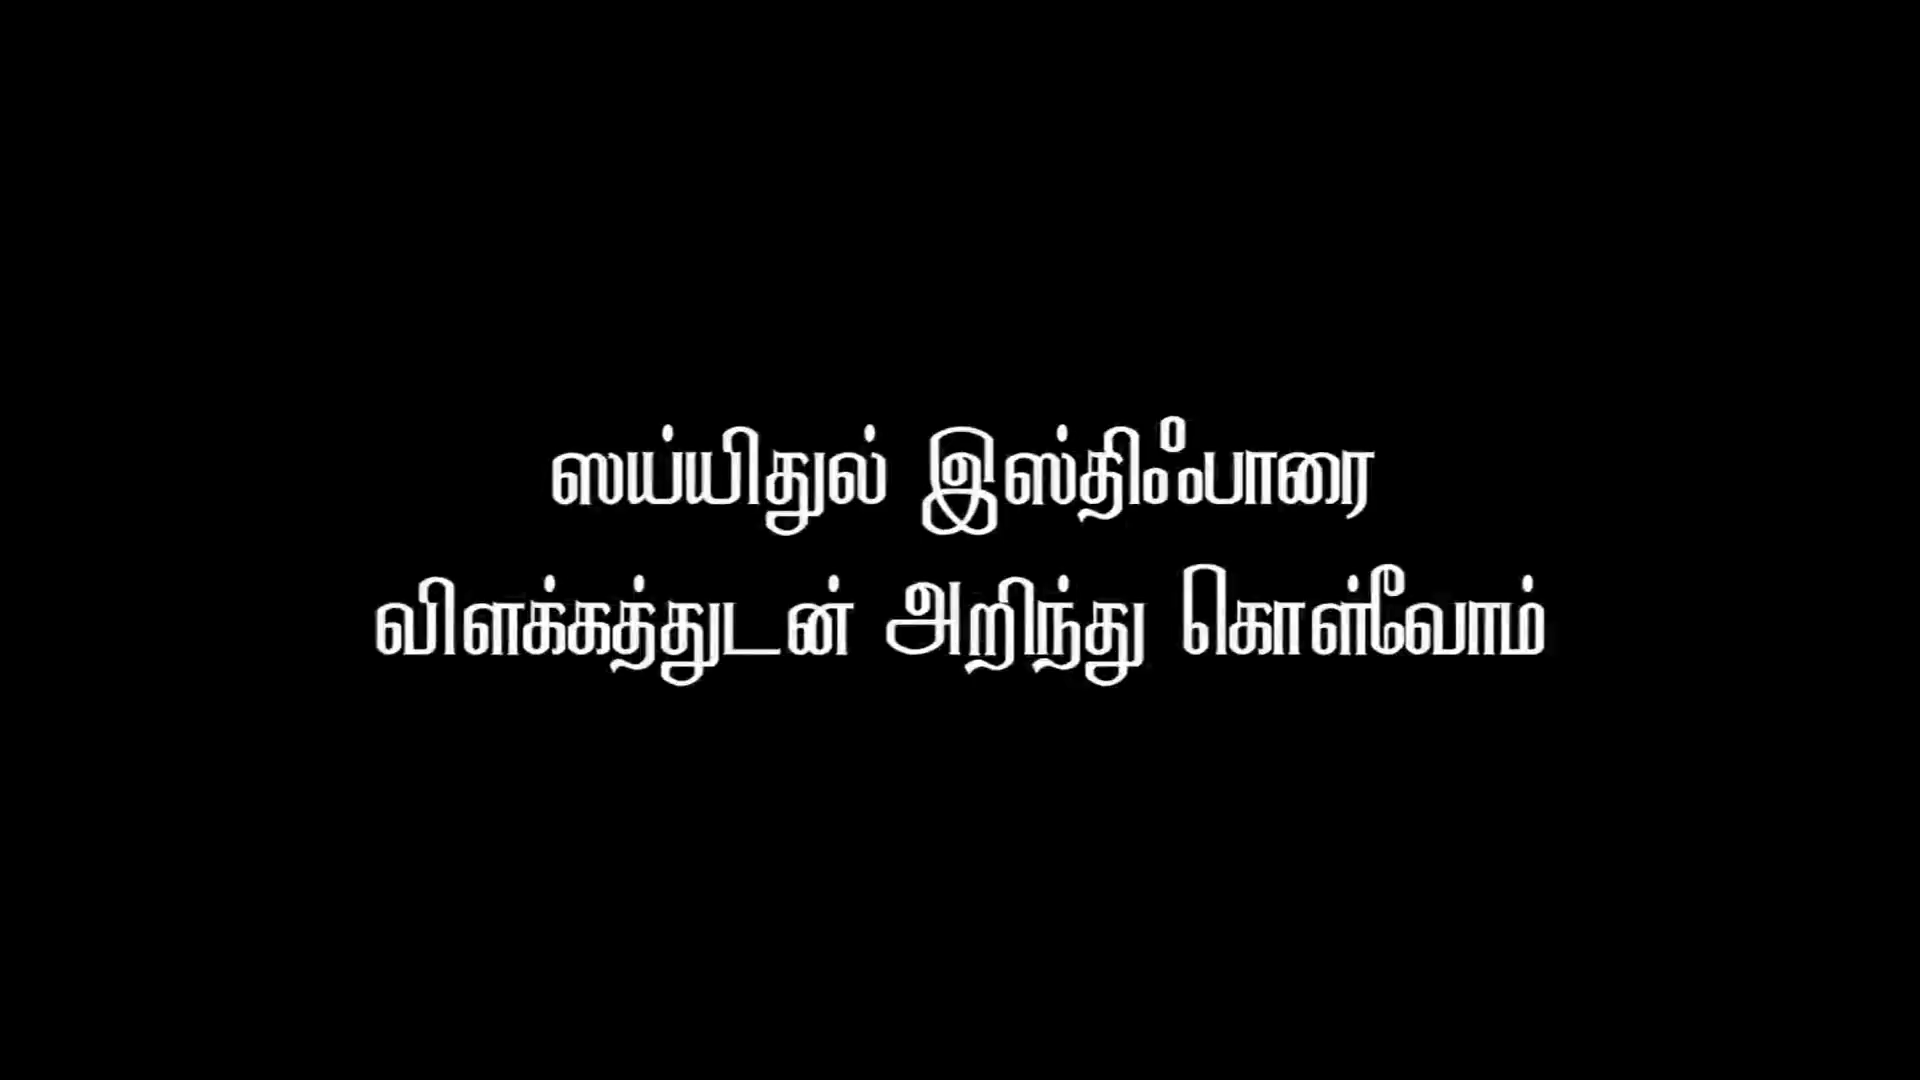 ஸய்யிதுல் இஸ்திஃபாரை
விளக்கத்துடன் அறிந்து கொள்வோம்